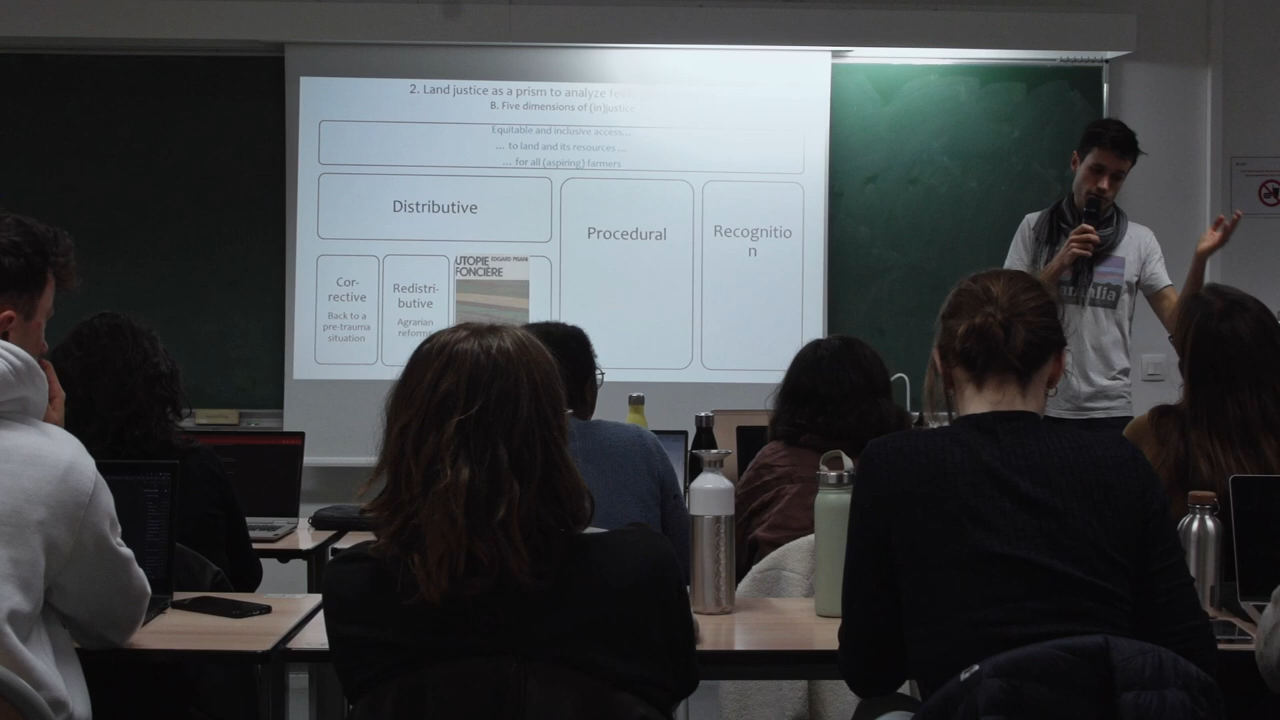 2. Land justice as a prism to analyze
B. Five dimensions of (in)justice
Equitable and inclusive access...
... to land and its resources ...
... for all (aspiring) farmers
Distributive
Procedural
Recognitio
n
Cor-
rective
Back to a
pre-trauma
situation
Redistri-
butive
Agrarian
reforms
UTOPIE EDGARD PISANI
FONCIÈRE